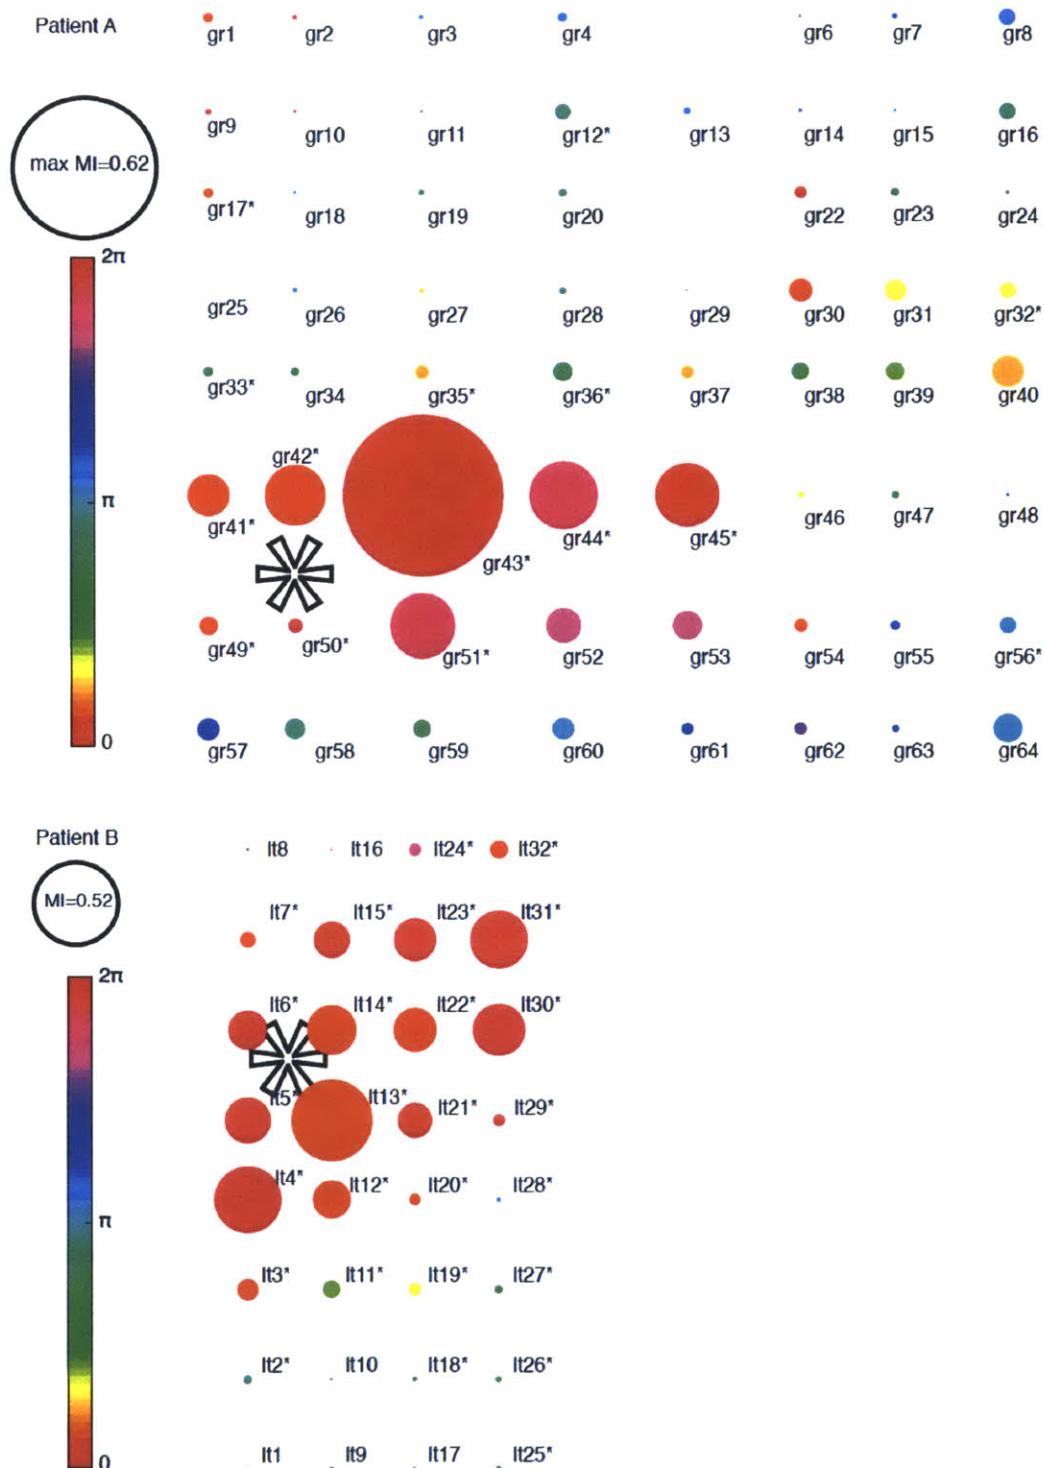 Patient A
gr1 gr2 gr3 gr4 gr6 gr7 gr8
gr9 gr10 gr11 gr12* gr13 gr14 gr15 gr16
max MI=0.62
gr17* gr18 gr19 gr20 gr22 gr23 gr24
2π
gr25 gr26 gr27 gr28 gr29 gr30 gr31 gr32*
gr33* gr34 gr35* gr36* gr37 gr38 gr39 gr40
gr42*
π
gr41* gr43* gr44* gr45* gr46 gr47 gr48
gr49* gr50* gr51* gr52 gr53 gr54 gr55 gr56*
0
gr57 gr58 gr59 gr60 gr61 gr62 gr63 gr64
Patient B
lt8 lt16 lt24* lt32*
MI=0.52
lt7* lt15* lt23* lt31*
2π
lt6* lt14* lt22* lt30*
lt5* lt13* lt21* lt29*
lt4* lt12* lt20* lt28*
π
lt3* lt11* lt19* lt27*
lt2* lt10 lt18* lt26*
lt1 lt9 lt17 lt25*
0